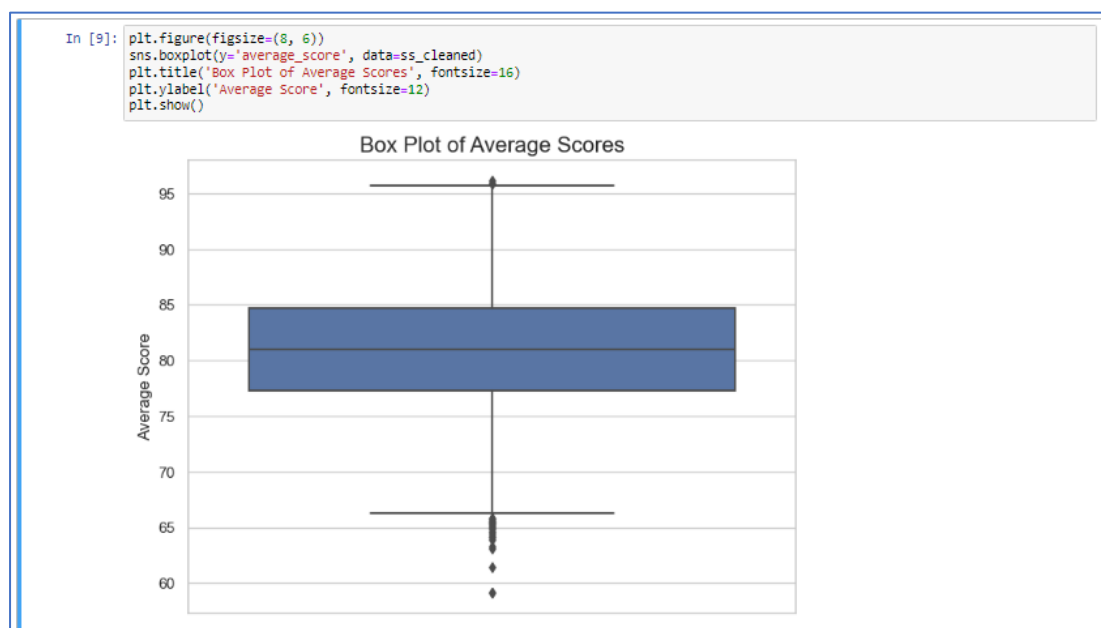 In [9]: plt.figure(figsize=(8, 6))
sns.boxplot(y='average_score', data=ss_cleaned)
plt.title('Box Plot of Average Scores', fontsize=16)
plt.ylabel('Average Score', fontsize=12)
plt.show()
Box Plot of Average Scores
95
90
85
80
75
70
65
60
Average Score